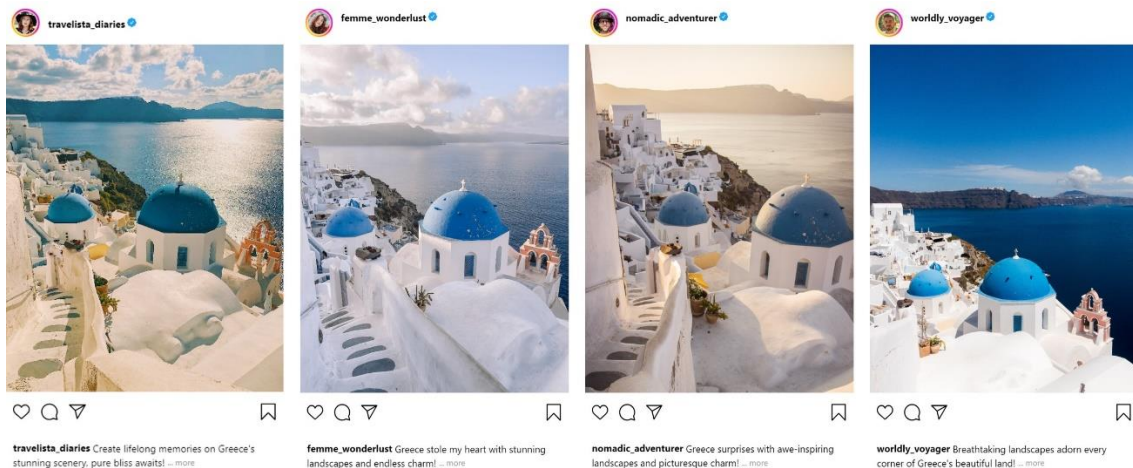 travelista_diaries
femme_wonderlust
nomadic_adventurer
worldly_voyager
travelista_diaries Create lifelong memories on Greece's
stunning scenery, pure bliss awaits! ... more
femme_wonderlust Greece stole my heart with stunning
landscapes and endless charm! ... more
nomadic_adventurer Greece surprises with awe-inspiring
landscapes and picturesque charm! ... more
worldly_voyager Breathtaking landscapes adorn every
corner of Greece's beautiful land! ... more